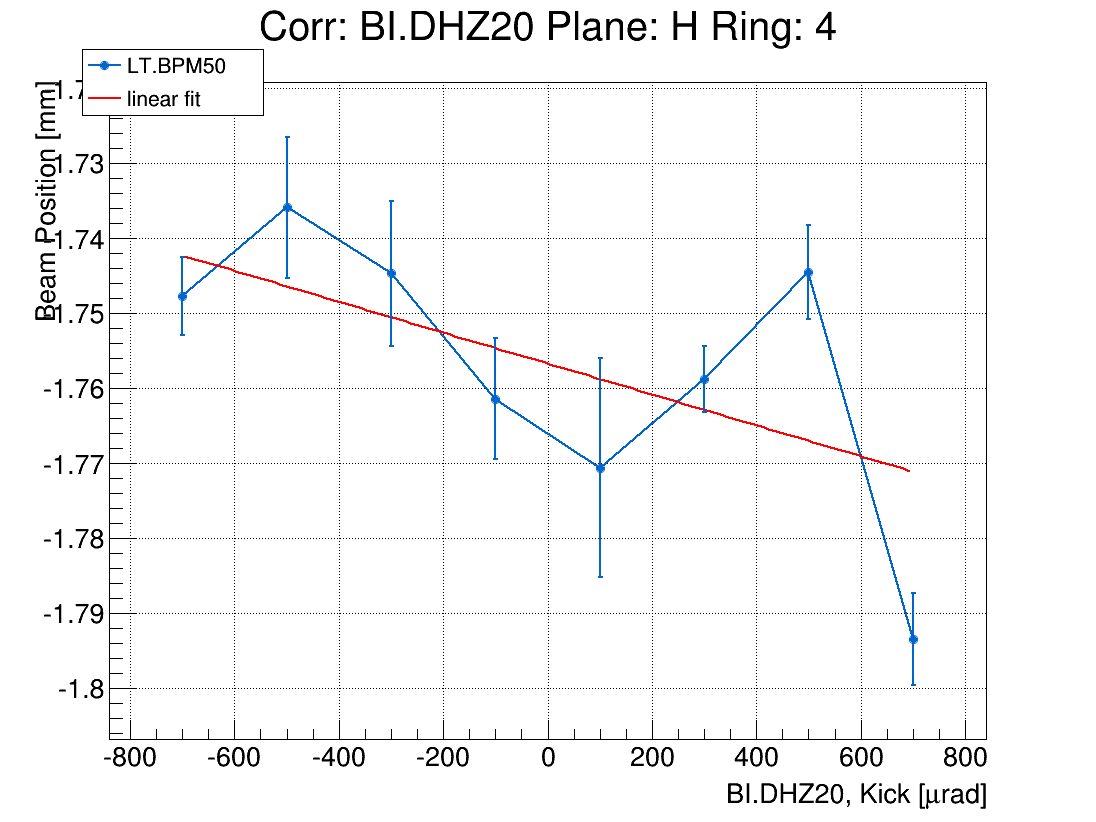 Corr: BI.DHZ20 Plane: H Ring: 4
LT.BPM50
linear fit
Beam Position [mm]
1.73
1.74
1.75
-1.76
-1.77
-1.78
-1.79
-1.8
-800 -600 -400 -200 0 200 400 600 800
BI.DHZ20, Kick [μrad]